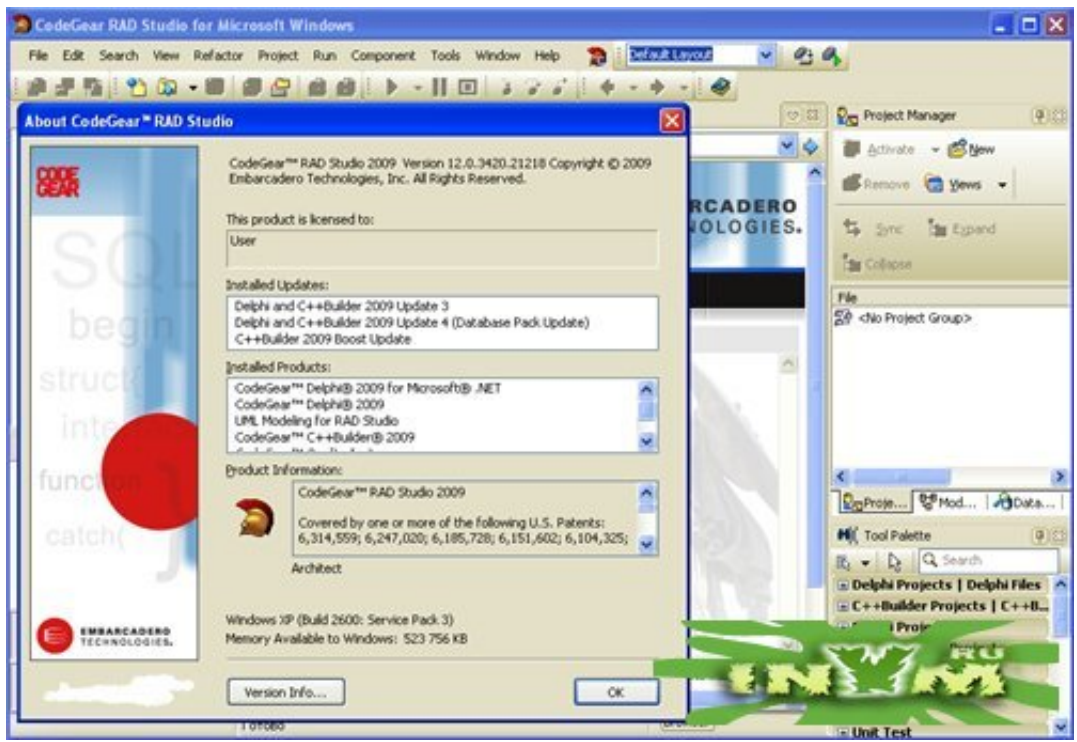 CodeGear RAD Studio for Microsoft Windows
File Edit Search View Refactor Project Run Component Tools Window Help Default Layout
About CodeGear™ RAD Studio
Project Manager
CODE GEAR
CodeGear™ RAD Studio 2009 Version 12.0.3420.21218 Copyright © 2009
Embarcadero Technologies, Inc. All Rights Reserved.
Activate New
Remove Views
Sync Expand
Collapse
RCADERO
NOLOGIES.
This product is licensed to:
User
SQL
begin
struct{
inte
function
}
catch(
Installed Updates:
Delphi and C++Builder 2009 Update 3
Delphi and C++Builder 2009 Update 4 (Database Pack Update)
C++Builder 2009 Boost Update
File
<No Project Group>
Installed Products:
CodeGear™ Delphi® 2009 for Microsoft® .NET
CodeGear™ Delphi® 2009
UML Modeling for RAD Studio
CodeGear™ C++Builder® 2009
Product Information:
CodeGear™ RAD Studio 2009
Covered by one or more of the following U.S. Patents:
6,314,559; 6,247,020; 6,185,728; 6,151,602; 6,104,325;
Architect
Proje... Mod... Data...
Tool Palette
Search
Delphi Projects | Delphi Files
C++Builder Projects | C++B...
EMBARCADERO
TECHNOLOGIES.
Windows XP (Build 2600: Service Pack 3)
Memory Available to Windows: 523 756 KB
Version Info...
OK
INYM
RU
Готово
Unit Test